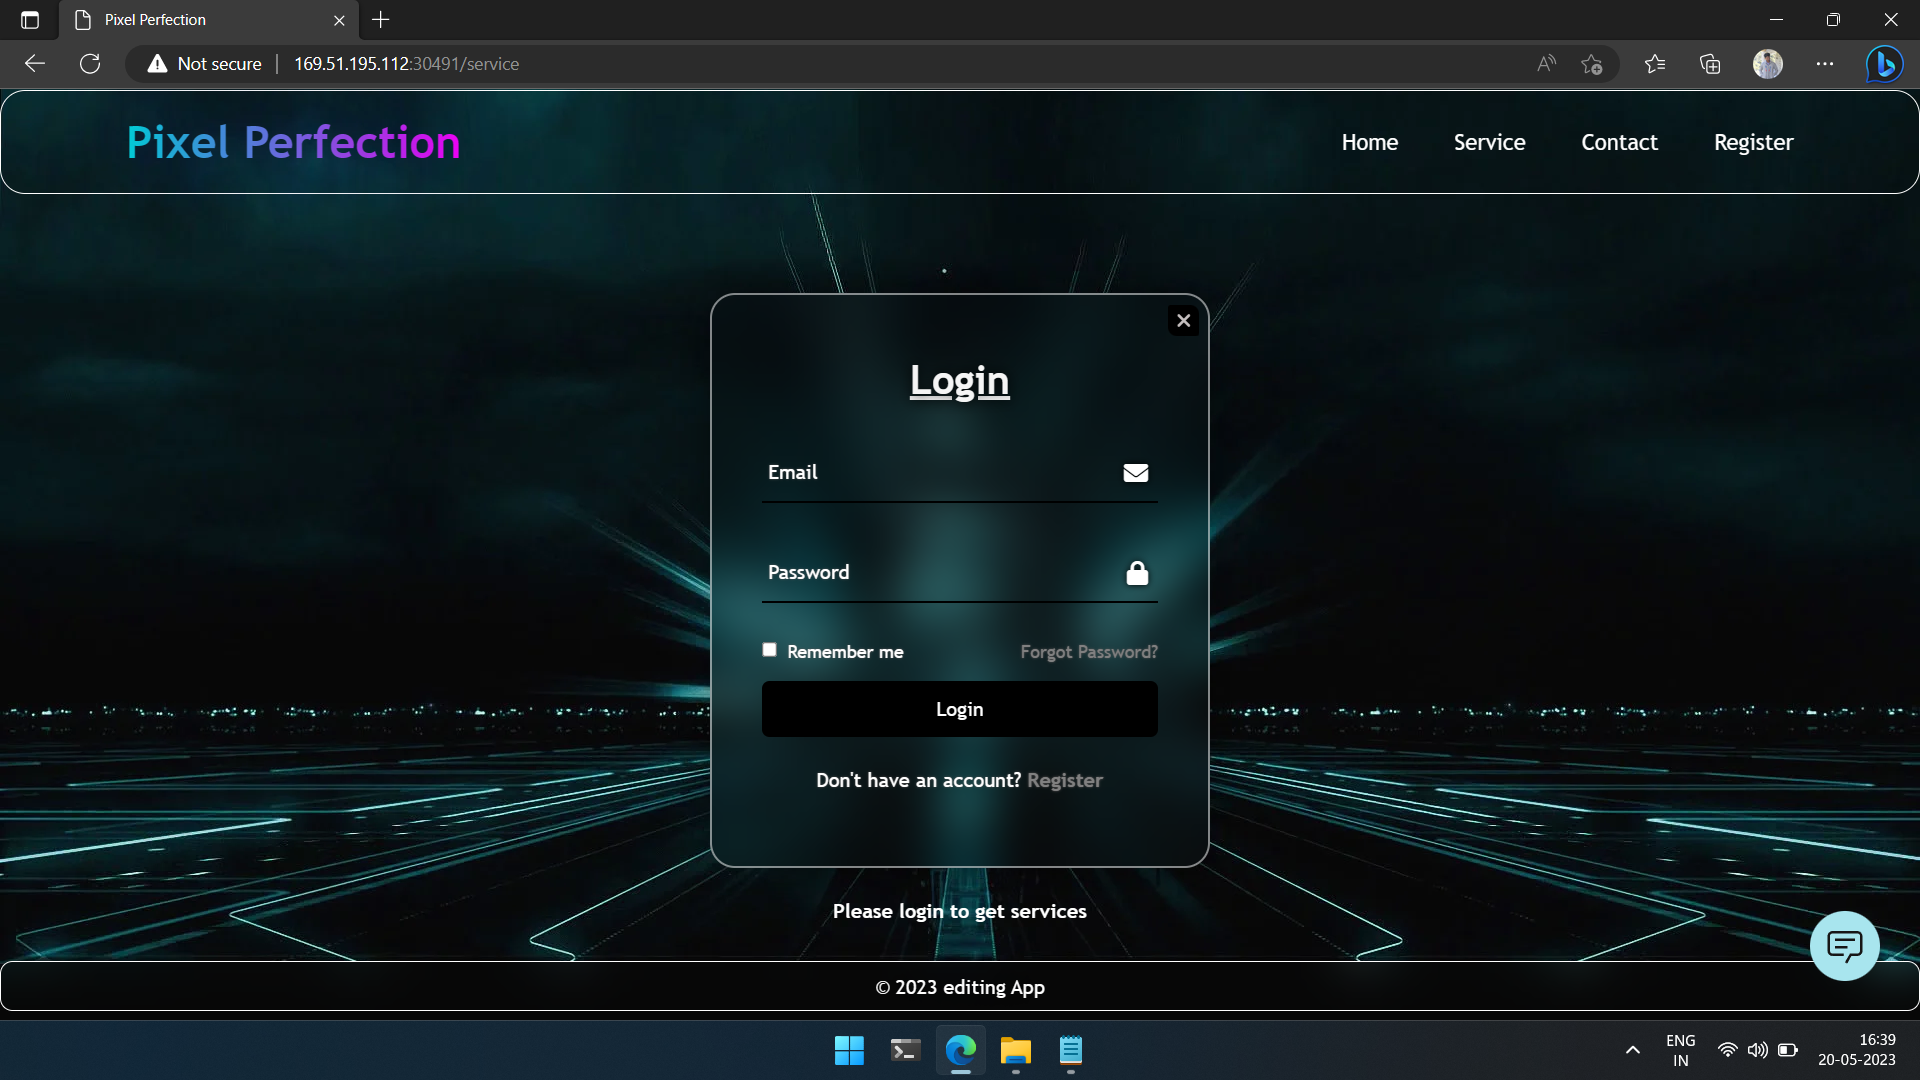 Pixel Perfection
Not secure
169.51.195.112:30491/service
Pixel Perfection
Home
Service
Contact
Register
Login
Email
Password
Remember me
Forgot Password?
Login
Don't have an account? Register
Please login to get services
© 2023 editing App
ENG
IN
16:39
20-05-2023